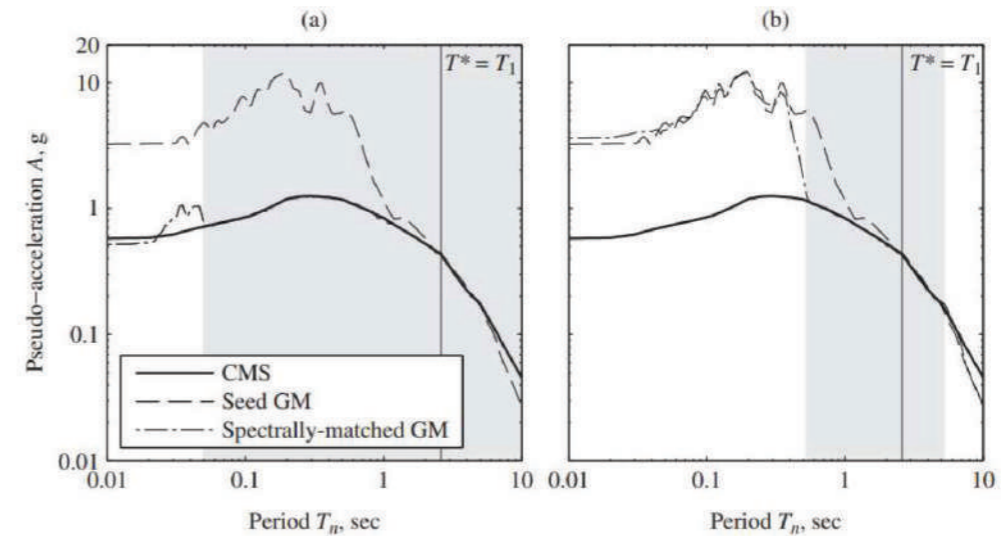 (a)
(b)
20
10
1
0.1
0.01
Pseudo−acceleration A, g
T* = T₁
T* = T₁
CMS
Seed GM
Spectrally-matched GM
0.01 0.1 1 10
0.01 0.1 1 10
Period Tₙ, sec
Period Tₙ, sec